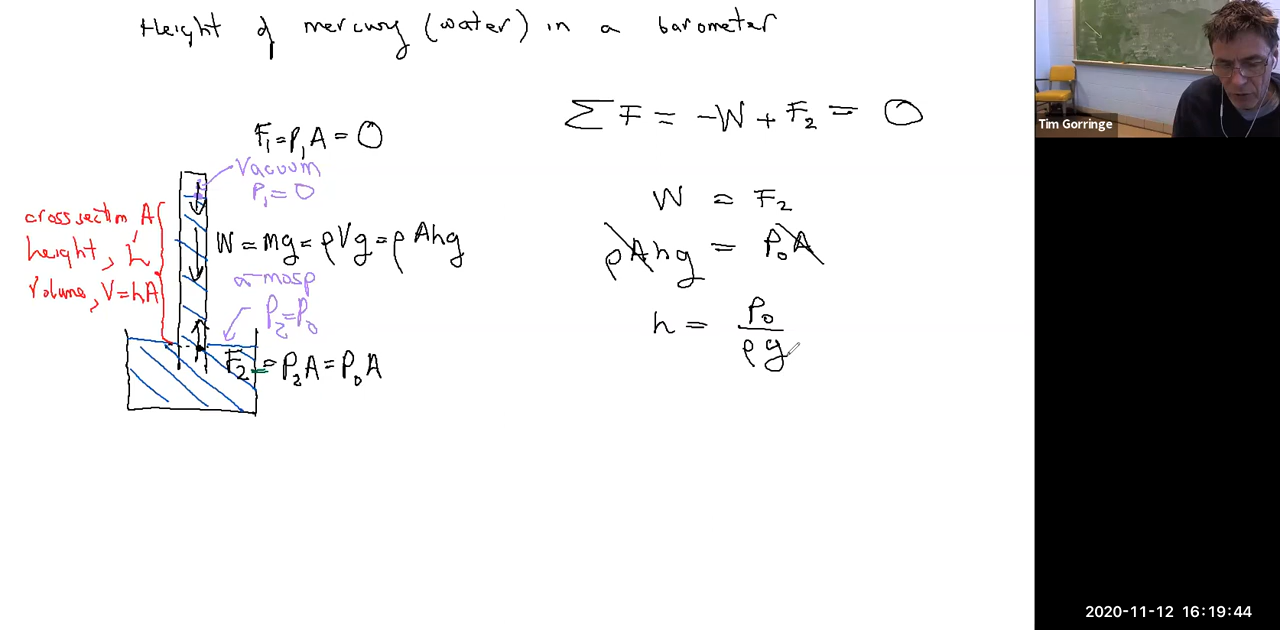 Height of mercury (water) in a barometer
ΣF = -W + F₂ = 0
F₁=P₁A = 0
Vacuum
P₁ = 0
W = F₂
cross section A
height, h
volume, V=hA
W = mg = ρVg = ρAhg
ρAhg = P₀A
P₂=P₀
h = P₀/ρg
F₂ = P₂A = P₀A
Tim Gorringe
2020-11-12 16:19:44